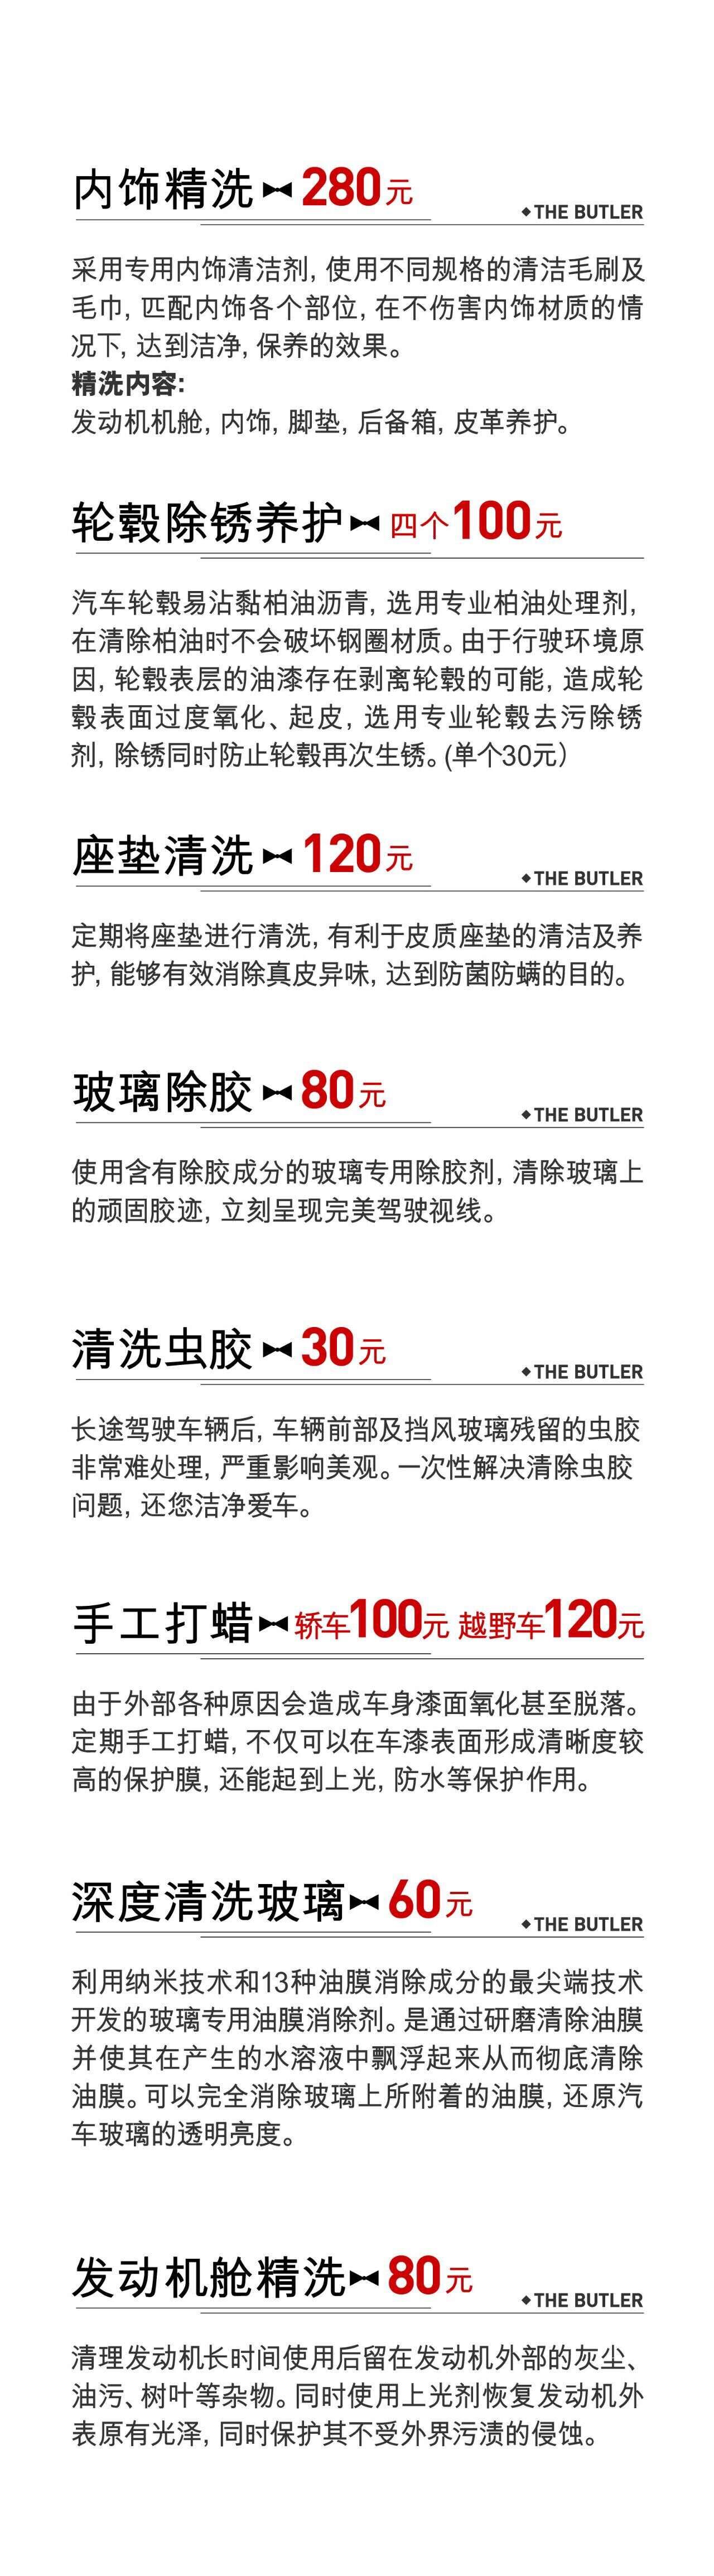 内饰精洗 280元
◆THE BUTLER
采用专用内饰清洁剂, 使用不同规格的清洁毛刷及
毛巾, 匹配内饰各个部位, 在不伤害内饰材质的情
况下, 达到洁净, 保养的效果。
精洗内容:
发动机机舱, 内饰, 脚垫, 后备箱, 皮革养护。
轮毂除锈养护 四个100元
汽车轮毂易沾黏柏油沥青, 选用专业柏油处理剂,
在清除柏油时不会破坏钢圈材质。由于行驶环境原
因, 轮毂表层的油漆存在剥离轮毂的可能, 造成轮
毂表面过度氧化、起皮, 选用专业轮毂去污除锈
剂, 除锈同时防止轮毂再次生锈。(单个30元)
座垫清洗 120元
◆THE BUTLER
定期将座垫进行清洗, 有利于皮质座垫的清洁及养
护, 能够有效消除真皮异味, 达到防菌防螨的目的。
玻璃除胶 80元
◆THE BUTLER
使用含有除胶成分的玻璃专用除胶剂, 清除玻璃上
的顽固胶迹, 立刻呈现完美驾驶视线。
清洗虫胶 30元
◆THE BUTLER
长途驾驶车辆后, 车辆前部及挡风玻璃残留的虫胶
非常难处理, 严重影响美观。一次性解决清除虫胶
问题, 还您洁净爱车。
手工打蜡 轿车100元 越野车120元
由于外部各种原因会造成车身漆面氧化甚至脱落。
定期手工打蜡, 不仅可以在车漆表面形成清晰度较
高的保护膜, 还能起到上光, 防水等保护作用。
深度清洗玻璃 60元
◆THE BUTLER
利用纳米技术和13种油膜消除成分的最尖端技术
开发的玻璃专用油膜消除剂。是通过研磨清除油膜
并使其在产生的水溶液中飘浮起来从而彻底清除
油膜。可以完全消除玻璃上所附着的油膜, 还原汽
车玻璃的透明亮度。
发动机舱精洗 80元
◆THE BUTLER
清理发动机长时间使用后留在发动机外部的灰尘、
油污、树叶等杂物。同时使用上光剂恢复发动机外
表原有光泽, 同时保护其不受外界污渍的侵蚀。